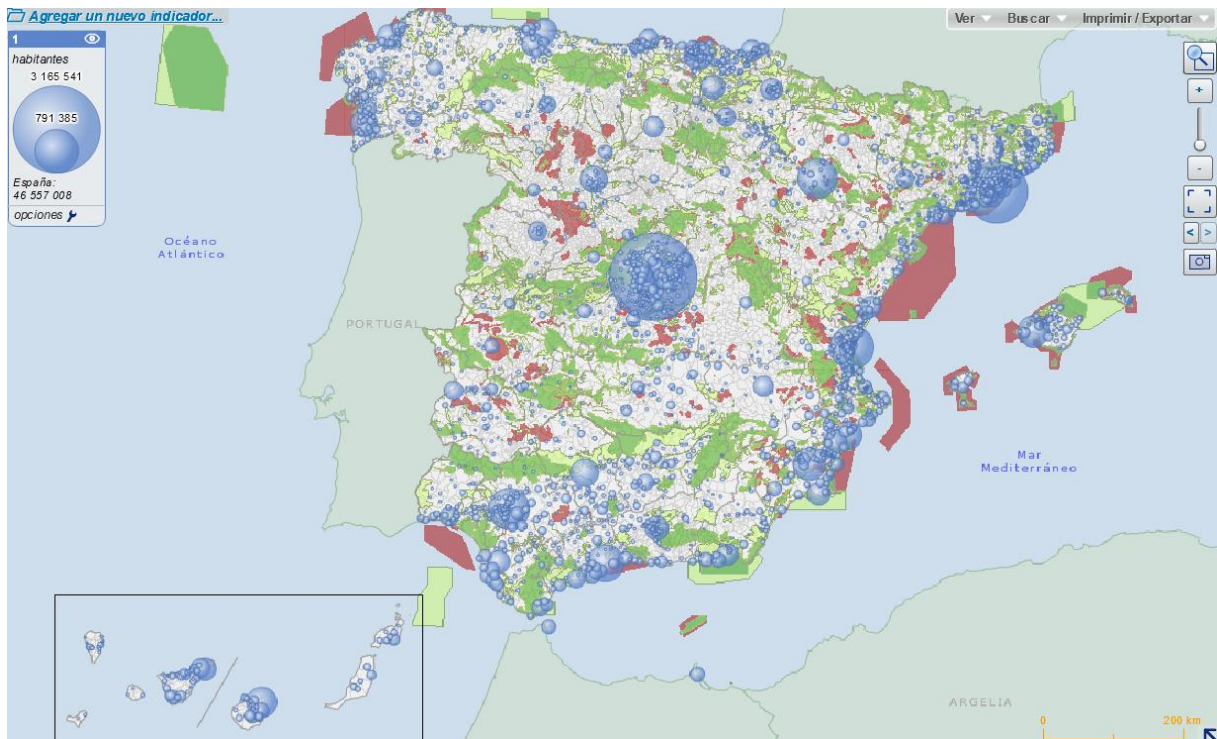 Agregar un nuevo indicador...
Ver Buscar Imprimir / Exportar
1
habitantes
3 165 541
791 385
España:
46 557 008
opciones
+
-
< >
Océano
Atlántico
PORTUGAL
Mar
Mediterráneo
ARGELIA
0 200 km